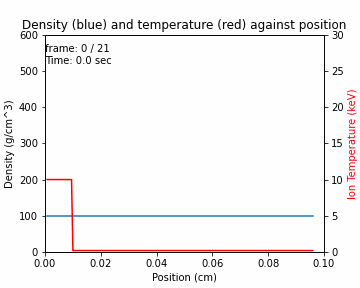 Density (blue) and temperature (red) against position
frame: 0 / 21
Time: 0.0 sec
600
500
400
300
200
100
0
Density (g/cm^3)
30
25
20
15
10
5
0
Ion Temperature (keV)
0.00 0.02 0.04 0.06 0.08 0.10
Position (cm)